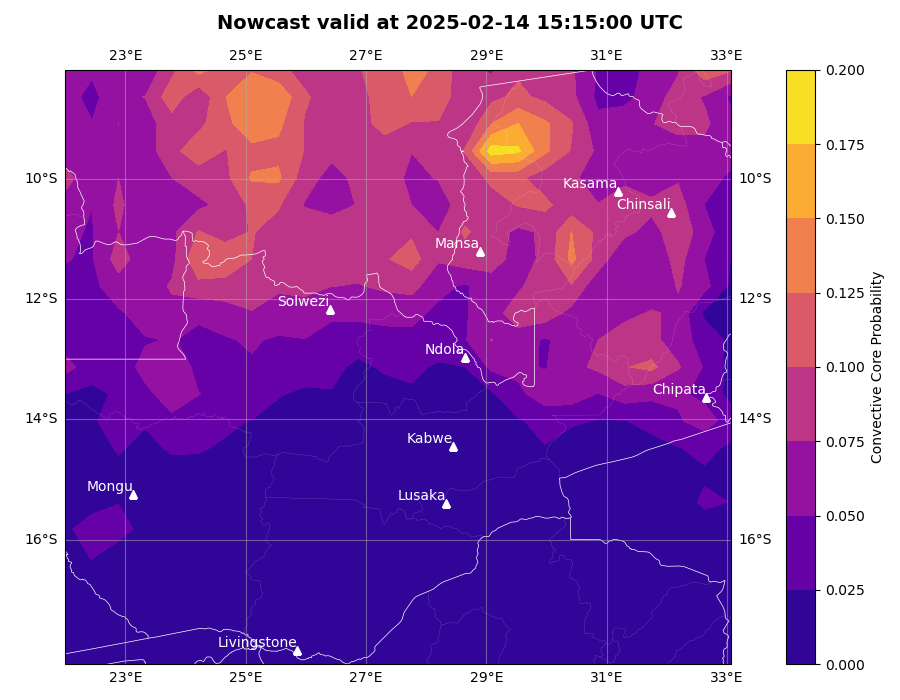 Nowcast valid at 2025-02-14 15:15:00 UTC
23°E 25°E 27°E 29°E 31°E 33°E
0.200
0.175
10°S Kasama 10°S
Chinsali
0.150
Mansa
12°S 12°S
Solwezi 0.125
Ndola
0.100
Chipata
14°S 14°S
Kabwe 0.075
Mongu
Lusaka
0.050
16°S 16°S
0.025
Livingstone
0.000
23°E 25°E 27°E 29°E 31°E 33°E
Convective Core Probability